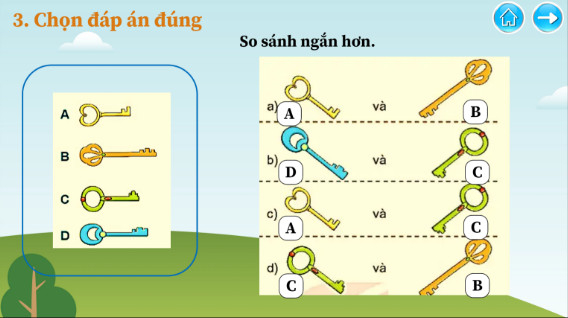 3. Chọn đáp án đúng
So sánh ngắn hơn.
A
B
C
D
a) A và B
b) D và C
c) A và C
d) C và B